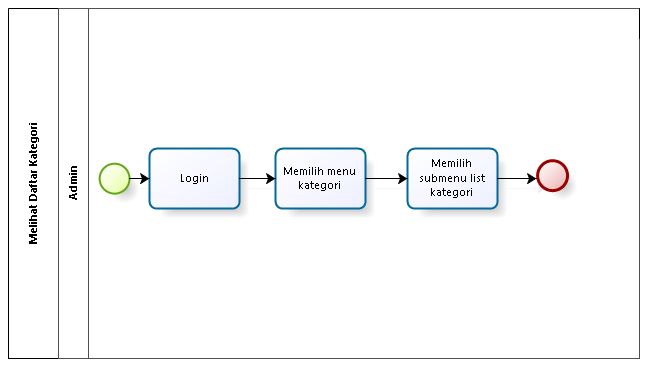 Melihat Daftar Kategori
Admin
Login
Memilih menu
kategori
Memilih
submenu list
kategori